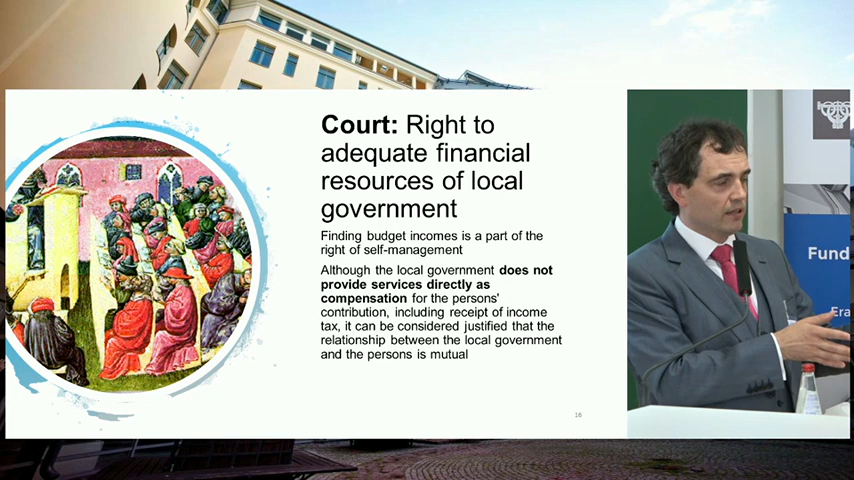 Court: Right to
adequate financial
resources of local
government
Finding budget incomes is a part of the
right of self-management
Although the local government does not
provide services directly as
compensation for the persons'
contribution, including receipt of income
tax, it can be considered justified that the
relationship between the local government
and the persons is mutual
16
Fund
Era